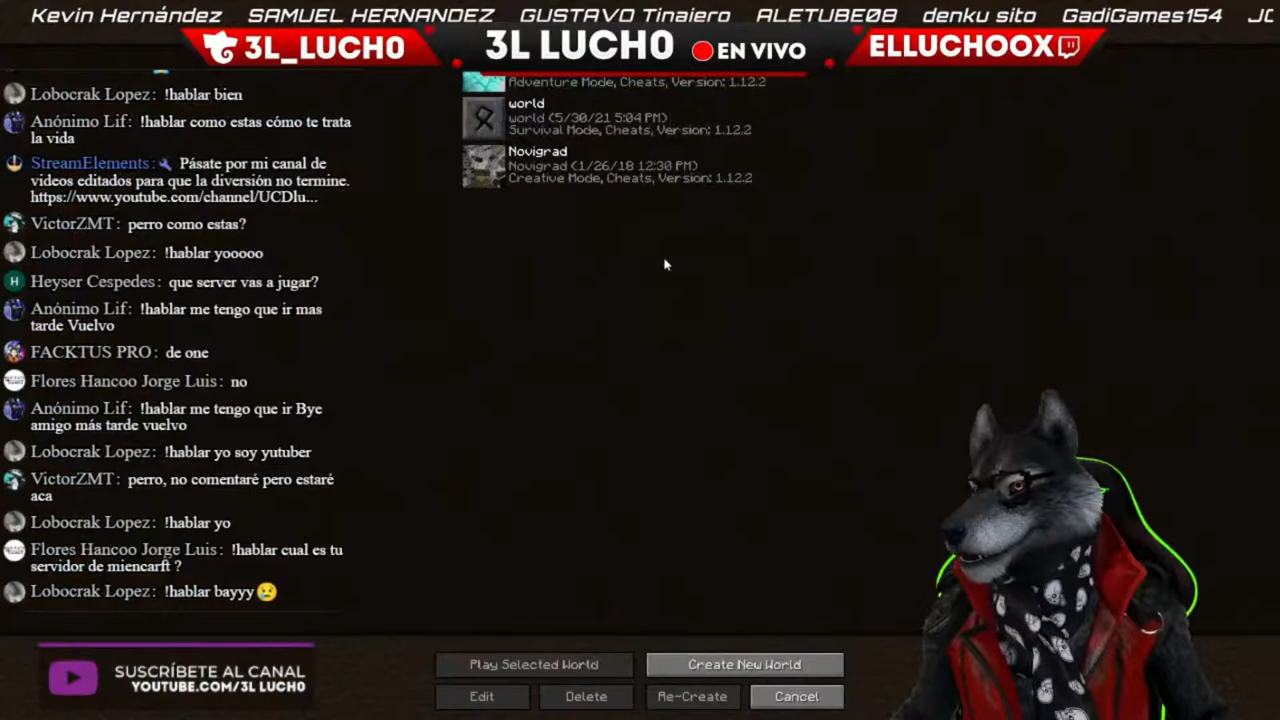 Kevin Hernández SAMUEL HERNANDEZ GUSTAVO Tinajero ALETUBE08 denku sito GadiGames154
3L_LUCH0
3L LUCH0 EN VIVO
ELLUCHOOX
Lobocrak Lopez: !hablar bien
Anónimo Lif: !hablar como estas cómo te trata
la vida
StreamElements: Pásate por mi canal de
videos editados para que la diversión no termine.
https://www.youtube.com/channel/UCDlu...
VictorZMT: perro como estas?
Lobocrak Lopez: !hablar yooooo
H
Heyser Cespedes: que server vas a jugar?
Anónimo Lif: !hablar me tengo que ir mas
tarde Vuelvo
FACKTUS PRO: de one
Flores Hancoo Jorge Luis: no
Anónimo Lif: !hablar me tengo que ir Bye
amigo más tarde vuelvo
Lobocrak Lopez: !hablar yo soy yutuber
VictorZMT: perro, no comentaré pero estaré
aca
Lobocrak Lopez: !hablar yo
Flores Hancoo Jorge Luis: !hablar cual es tu
servidor de miencarft ?
Lobocrak Lopez: !hablar bayyy😢
Adventure Mode, Cheats, Version: 1.12.2
world
world (5/30/21 5:04 PM)
Survival Mode, Cheats, Version: 1.12.2
Novigrad
Novigrad (1/26/18 12:30 PM)
Creative Mode, Cheats, Version: 1.12.2
SUSCRÍBETE AL CANAL
YOUTUBE.COM/3L LUCH0
Play Selected World
Create New World
Edit
Delete
Re-Create
Cancel